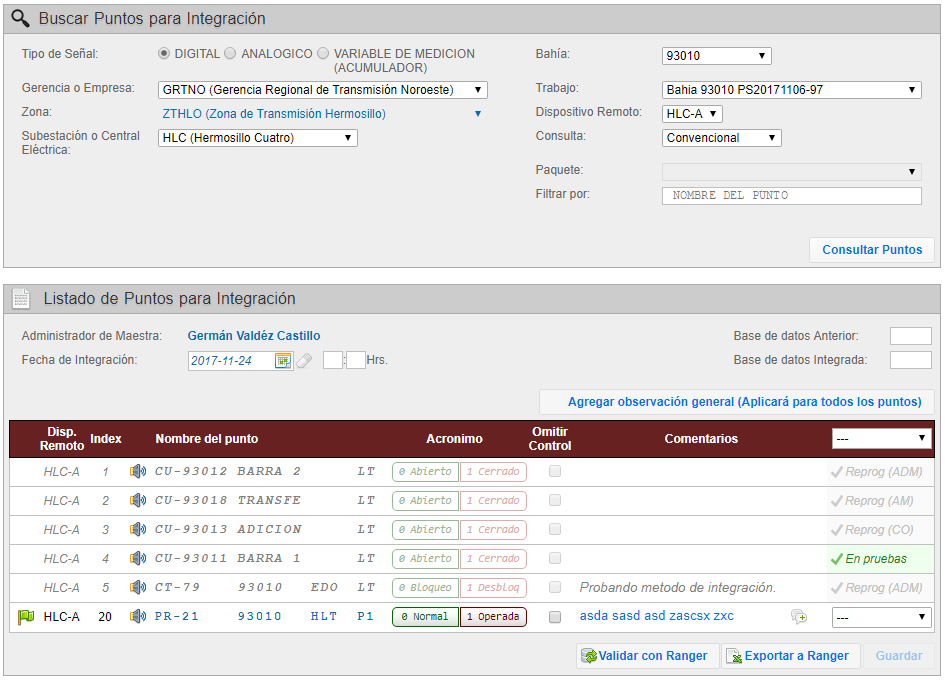 Buscar Puntos para Integración
Tipo de Señal: DIGITAL ANALOGICO VARIABLE DE MEDICION (ACUMULADOR) Bahía: 93010
Gerencia o Empresa: GRTNO (Gerencia Regional de Transmisión Noroeste) Trabajo: Bahia 93010 PS20171106-97
Zona: ZTHLO (Zona de Transmisión Hermosillo) Dispositivo Remoto: HLC-A
Subestación o Central Eléctrica: HLC (Hermosillo Cuatro) Consulta: Convencional
Paquete:
Filtrar por: NOMBRE DEL PUNTO
Consultar Puntos
Listado de Puntos para Integración
Administrador de Maestra: Germán Valdéz Castillo Base de datos Anterior:
Fecha de Integración: 2017-11-24 : Hrs. Base de datos Integrada:
Agregar observación general (Aplicará para todos los puntos)
Disp. Remoto Index Nombre del punto Acronimo Omitir Control Comentarios ---
HLC-A 1 CU-93012 BARRA 2 LT 0 Abierto 1 Cerrado Reprog (ADM)
HLC-A 2 CU-93018 TRANSFE LT 0 Abierto 1 Cerrado Reprog (AM)
HLC-A 3 CU-93013 ADICION LT 0 Abierto 1 Cerrado Reprog (CO)
HLC-A 4 CU-93011 BARRA 1 LT 0 Abierto 1 Cerrado En pruebas
HLC-A 5 CT-79 93010 EDO LT 0 Bloqueo 1 Desbloq Probando metodo de integración. Reprog (ADM)
HLC-A 20 PR-21 93010 HLT P1 0 Normal 1 Operada asda sasd asd zascsx zxc ---
Validar con Ranger Exportar a Ranger Guardar